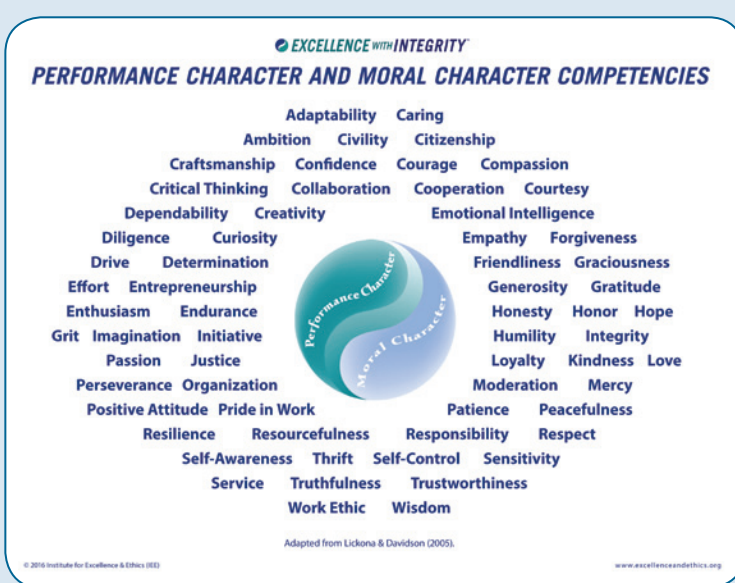 EXCELLENCE WITH INTEGRITY™
PERFORMANCE CHARACTER AND MORAL CHARACTER COMPETENCIES
Adaptability Caring
Ambition Civility Citizenship
Craftsmanship Confidence Courage Compassion
Critical Thinking Collaboration Cooperation Courtesy
Dependability Creativity Emotional Intelligence
Diligence Curiosity Empathy Forgiveness
Drive Determination Friendliness Graciousness
Effort Entrepreneurship Generosity Gratitude
Enthusiasm Endurance Honesty Honor Hope
Grit Imagination Initiative Humility Integrity
Passion Justice Loyalty Kindness Love
Perseverance Organization Moderation Mercy
Positive Attitude Pride in Work Patience Peacefulness
Performance Character
Moral Character
Resilience Resourcefulness Responsibility Respect
Self-Awareness Thrift Self-Control Sensitivity
Service Truthfulness Trustworthiness
Work Ethic Wisdom
Adapted from Lickona & Davidson (2005).
© 2016 Institute for Excellence & Ethics (IEE)
www.excellenceandethics.org